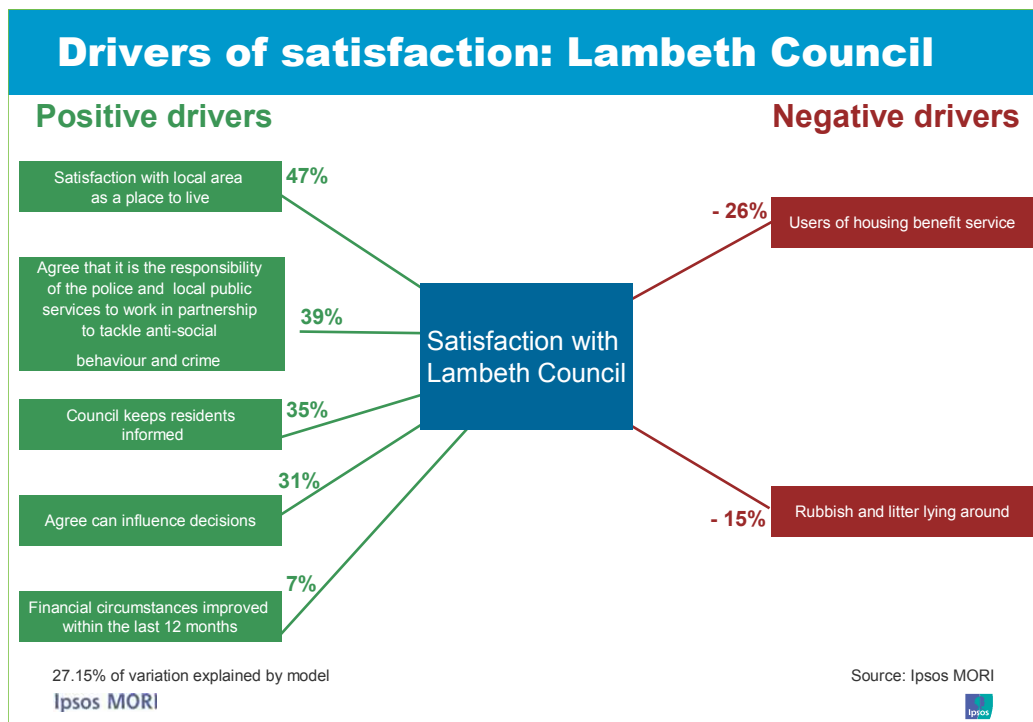 Drivers of satisfaction: Lambeth Council
Positive drivers
Negative drivers
Satisfaction with local area
as a place to live
47%
Agree that it is the responsibility
of the police and local public
services to work in partnership
to tackle anti-social
behaviour and crime
39%
Council keeps residents
informed
35%
Agree can influence decisions
31%
Financial circumstances improved
within the last 12 months
7%
Satisfaction with
Lambeth Council
- 26%
Users of housing benefit service
- 15%
Rubbish and litter lying around
27.15% of variation explained by model
Source: Ipsos MORI
Ipsos MORI
Ipsos